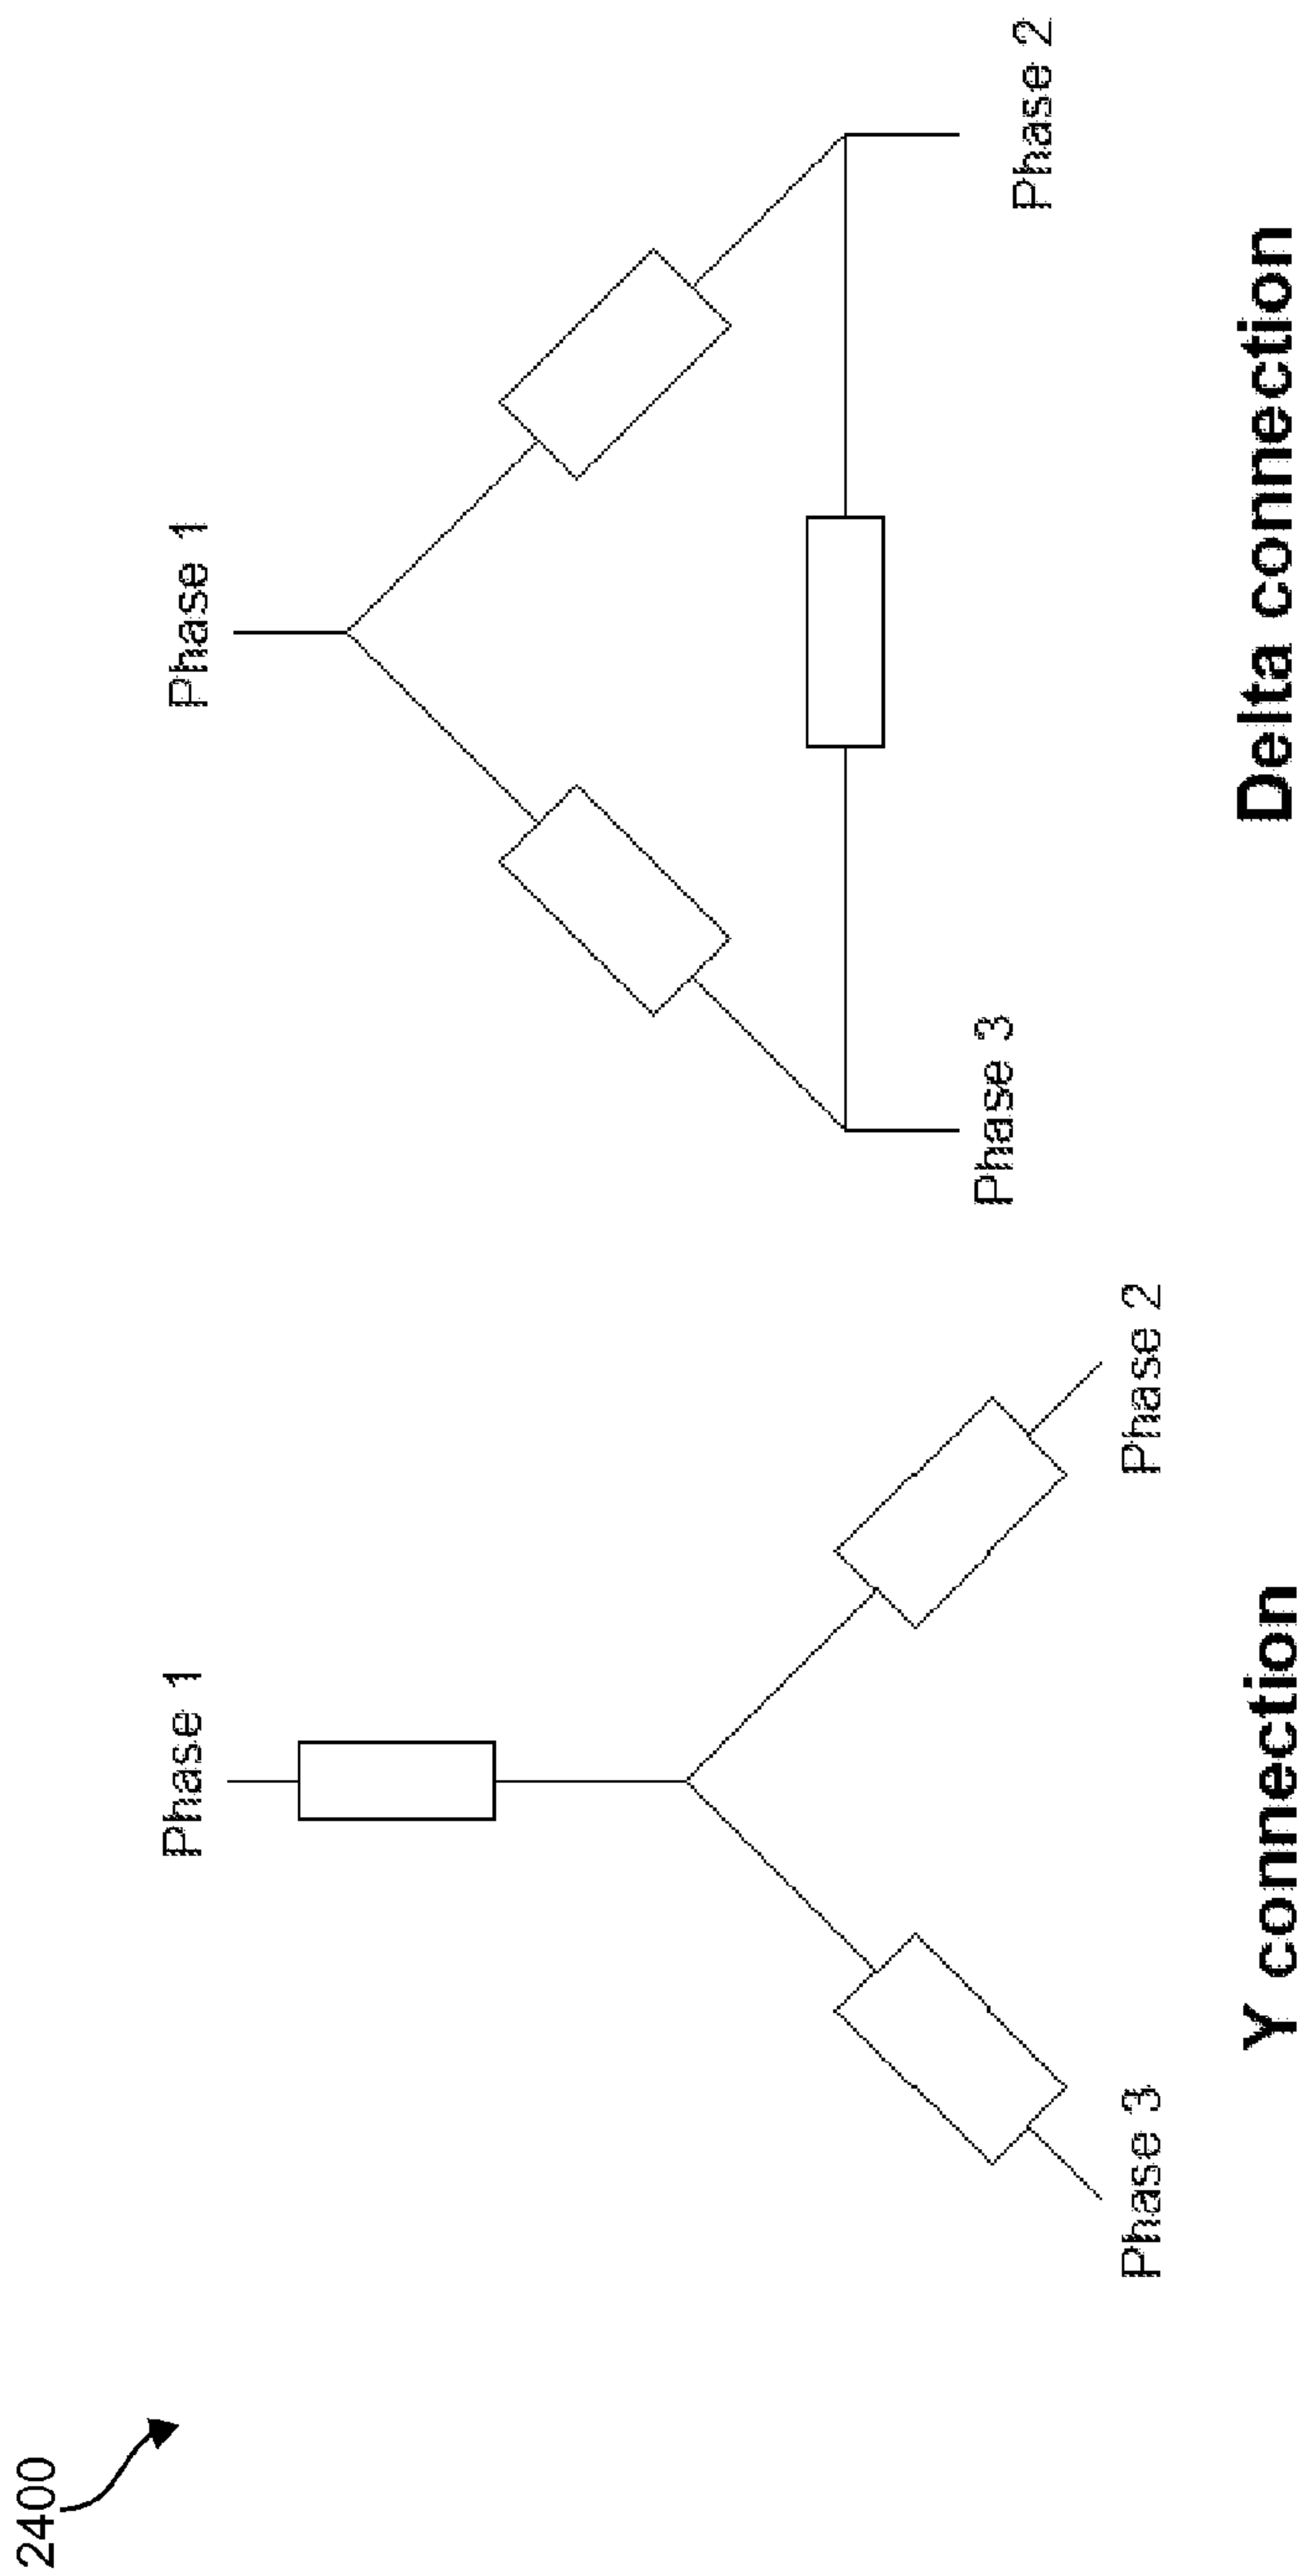 2400
Phase 1
Phase 3
Phase 2
Y connection
Phase 1
Phase 3
Phase 2
Delta connection